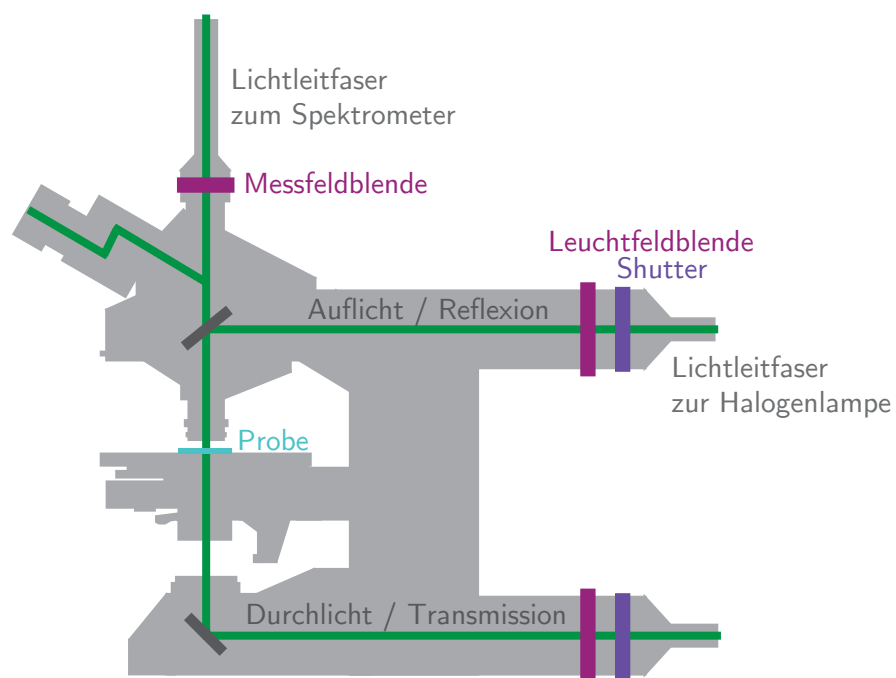 Lichtleitfaser
zum Spektrometer
Messfeldblende
Leuchtfeldblende
Shutter
Auflicht / Reflexion
Lichtleitfaser
zur Halogenlampe
Probe
Durchlicht / Transmission